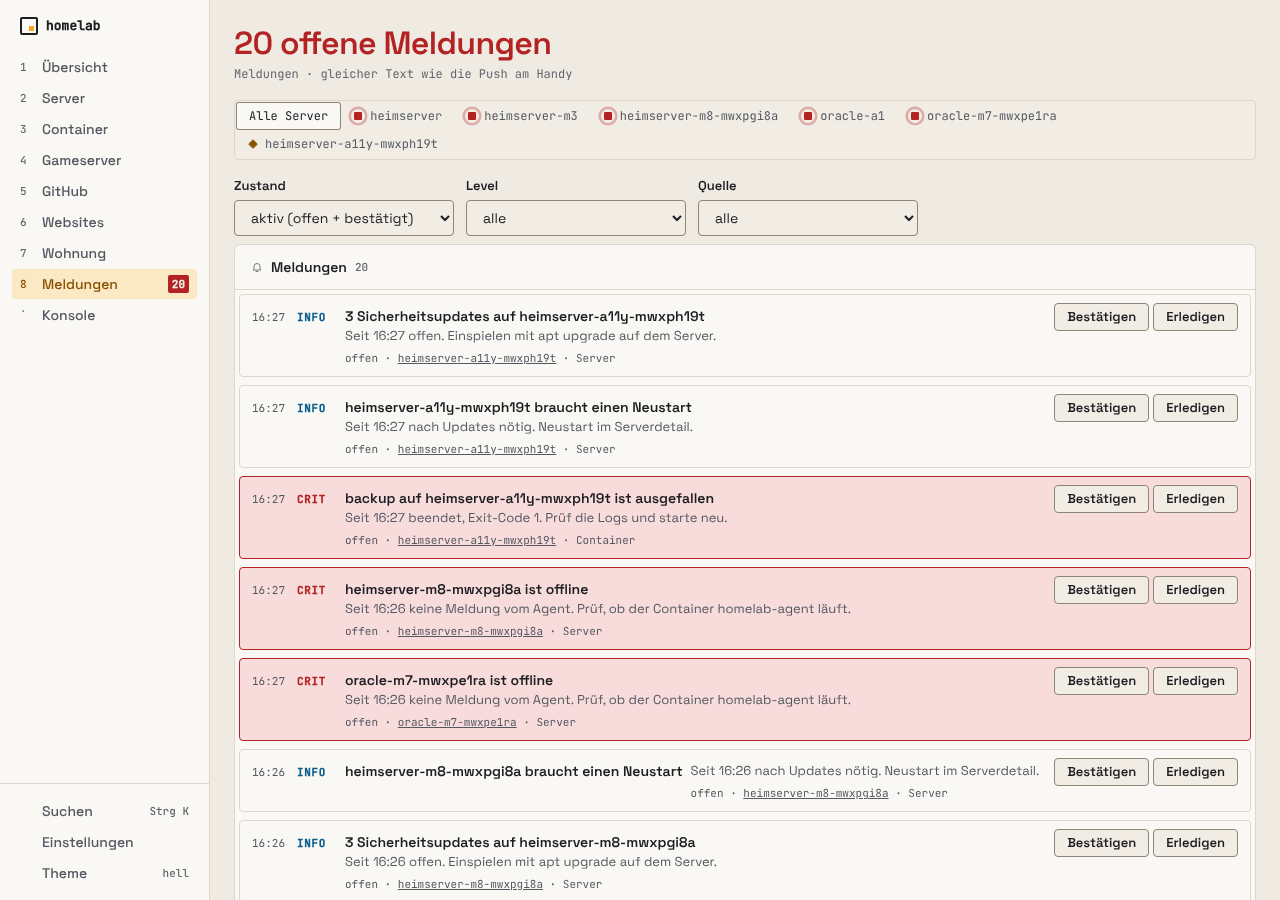 homelab
1 Übersicht
2 Server
3 Container
4 Gameserver
5 GitHub
6 Websites
7 Wohnung
8 Meldungen 20
` Konsole
Suchen Strg K
Einstellungen
Theme hell
20 offene Meldungen
Meldungen · gleicher Text wie die Push am Handy
Alle Server heimserver heimserver-m3 heimserver-m8-mwxpgi8a oracle-a1 oracle-m7-mwxpe1ra
heimserver-a11y-mwxph19t
Zustand Level Quelle
aktiv (offen + bestätigt) alle alle
Meldungen 20
16:27 INFO 3 Sicherheitsupdates auf heimserver-a11y-mwxph19t Bestätigen Erledigen
Seit 16:27 offen. Einspielen mit apt upgrade auf dem Server.
offen · heimserver-a11y-mwxph19t · Server
16:27 INFO heimserver-a11y-mwxph19t braucht einen Neustart Bestätigen Erledigen
Seit 16:27 nach Updates nötig. Neustart im Serverdetail.
offen · heimserver-a11y-mwxph19t · Server
16:27 CRIT backup auf heimserver-a11y-mwxph19t ist ausgefallen Bestätigen Erledigen
Seit 16:27 beendet, Exit-Code 1. Prüf die Logs und starte neu.
offen · heimserver-a11y-mwxph19t · Container
16:27 CRIT heimserver-m8-mwxpgi8a ist offline Bestätigen Erledigen
Seit 16:26 keine Meldung vom Agent. Prüf, ob der Container homelab-agent läuft.
offen · heimserver-m8-mwxpgi8a · Server
16:27 CRIT oracle-m7-mwxpe1ra ist offline Bestätigen Erledigen
Seit 16:26 keine Meldung vom Agent. Prüf, ob der Container homelab-agent läuft.
offen · oracle-m7-mwxpe1ra · Server
16:26 INFO heimserver-m8-mwxpgi8a braucht einen Neustart Seit 16:26 nach Updates nötig. Neustart im Serverdetail. Bestätigen Erledigen
offen · heimserver-m8-mwxpgi8a · Server
16:26 INFO 3 Sicherheitsupdates auf heimserver-m8-mwxpgi8a Bestätigen Erledigen
Seit 16:26 offen. Einspielen mit apt upgrade auf dem Server.
offen · heimserver-m8-mwxpgi8a · Server